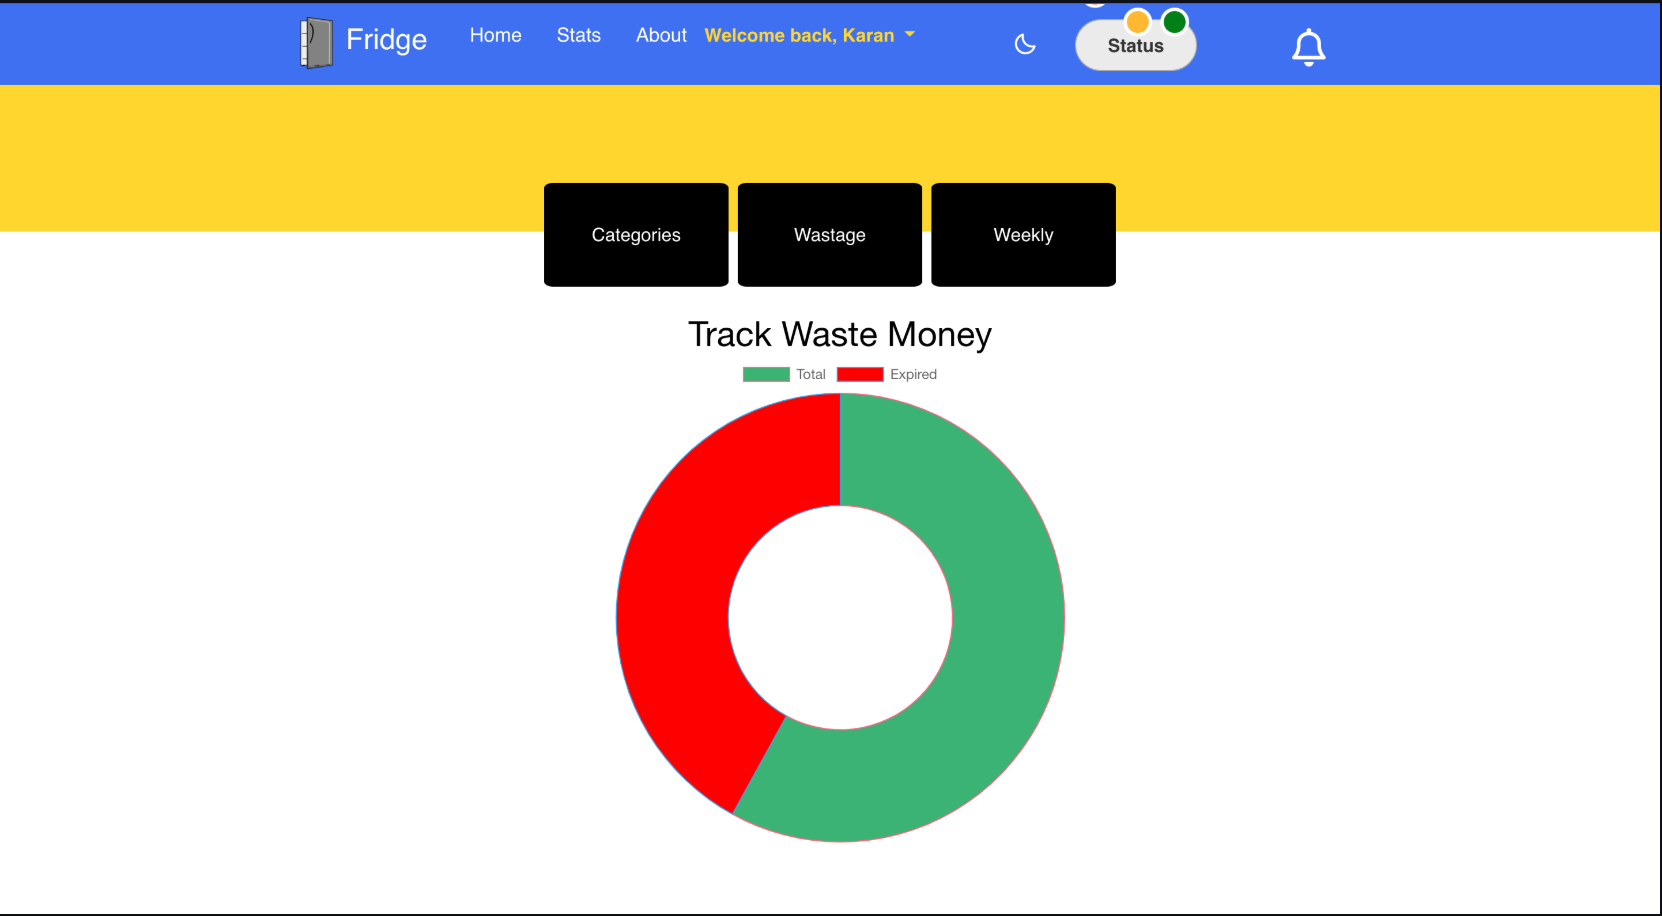 Fridge
Home Stats About Welcome back, Karan
Status
Categories Wastage Weekly
Track Waste Money
Total Expired